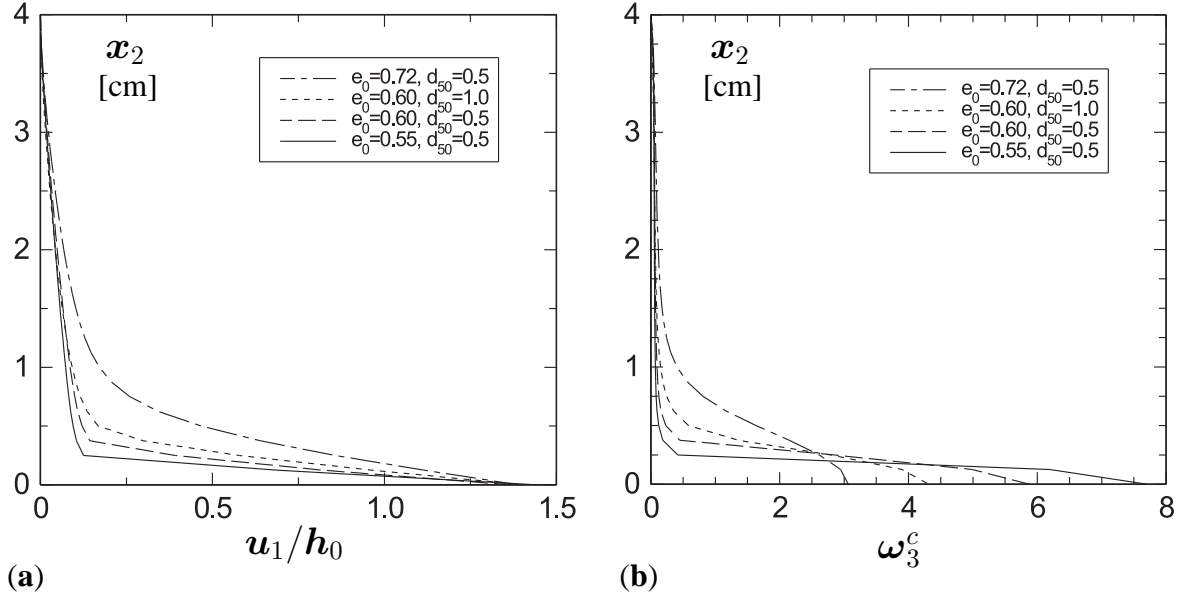 4
3
2
1
0
x₂
[cm]
e₀=0.72, d₅₀=0.5
e₀=0.60, d₅₀=1.0
e₀=0.60, d₅₀=0.5
e₀=0.55, d₅₀=0.5
0 0.5 1.0 1.5
u₁/h₀
(a)
4
3
2
1
0
x₂
[cm]
e₀=0.72, d₅₀=0.5
e₀=0.60, d₅₀=1.0
e₀=0.60, d₅₀=0.5
e₀=0.55, d₅₀=0.5
0 2 4 6 8
ω₃ᶜ
(b)